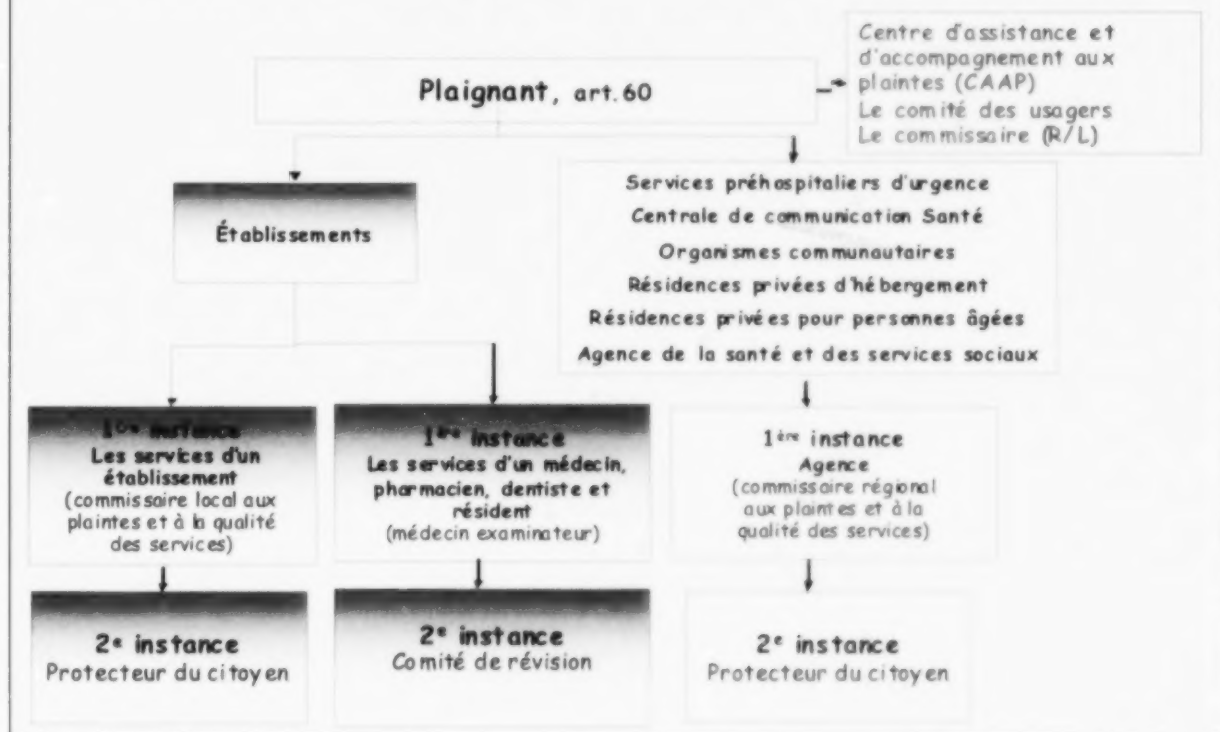 Centre d'assistance et
d'accompagnement aux
plaintes (CAAP)
Le comité des usagers
Le commissaire (R/L)
Plaignant, art.60
Établissements
Services préhospitaliers d'urgence
Centrale de communication Santé
Organismes communautaires
Résidences privées d'hébergement
Résidences privées pour personnes âgées
Agence de la santé et des services sociaux
1ère instance
Les services d'un
établissement
(commissaire local aux
plaintes et à la qualité
des services)
1ère instance
Les services d'un médecin,
pharmacien, dentiste et
résident
(médecin examinateur)
1ère instance
Agence
(commissaire régional
aux plaintes et à la
qualité des services)
2e instance
Protecteur du citoyen
2e instance
Comité de révision
2e instance
Protecteur du citoyen